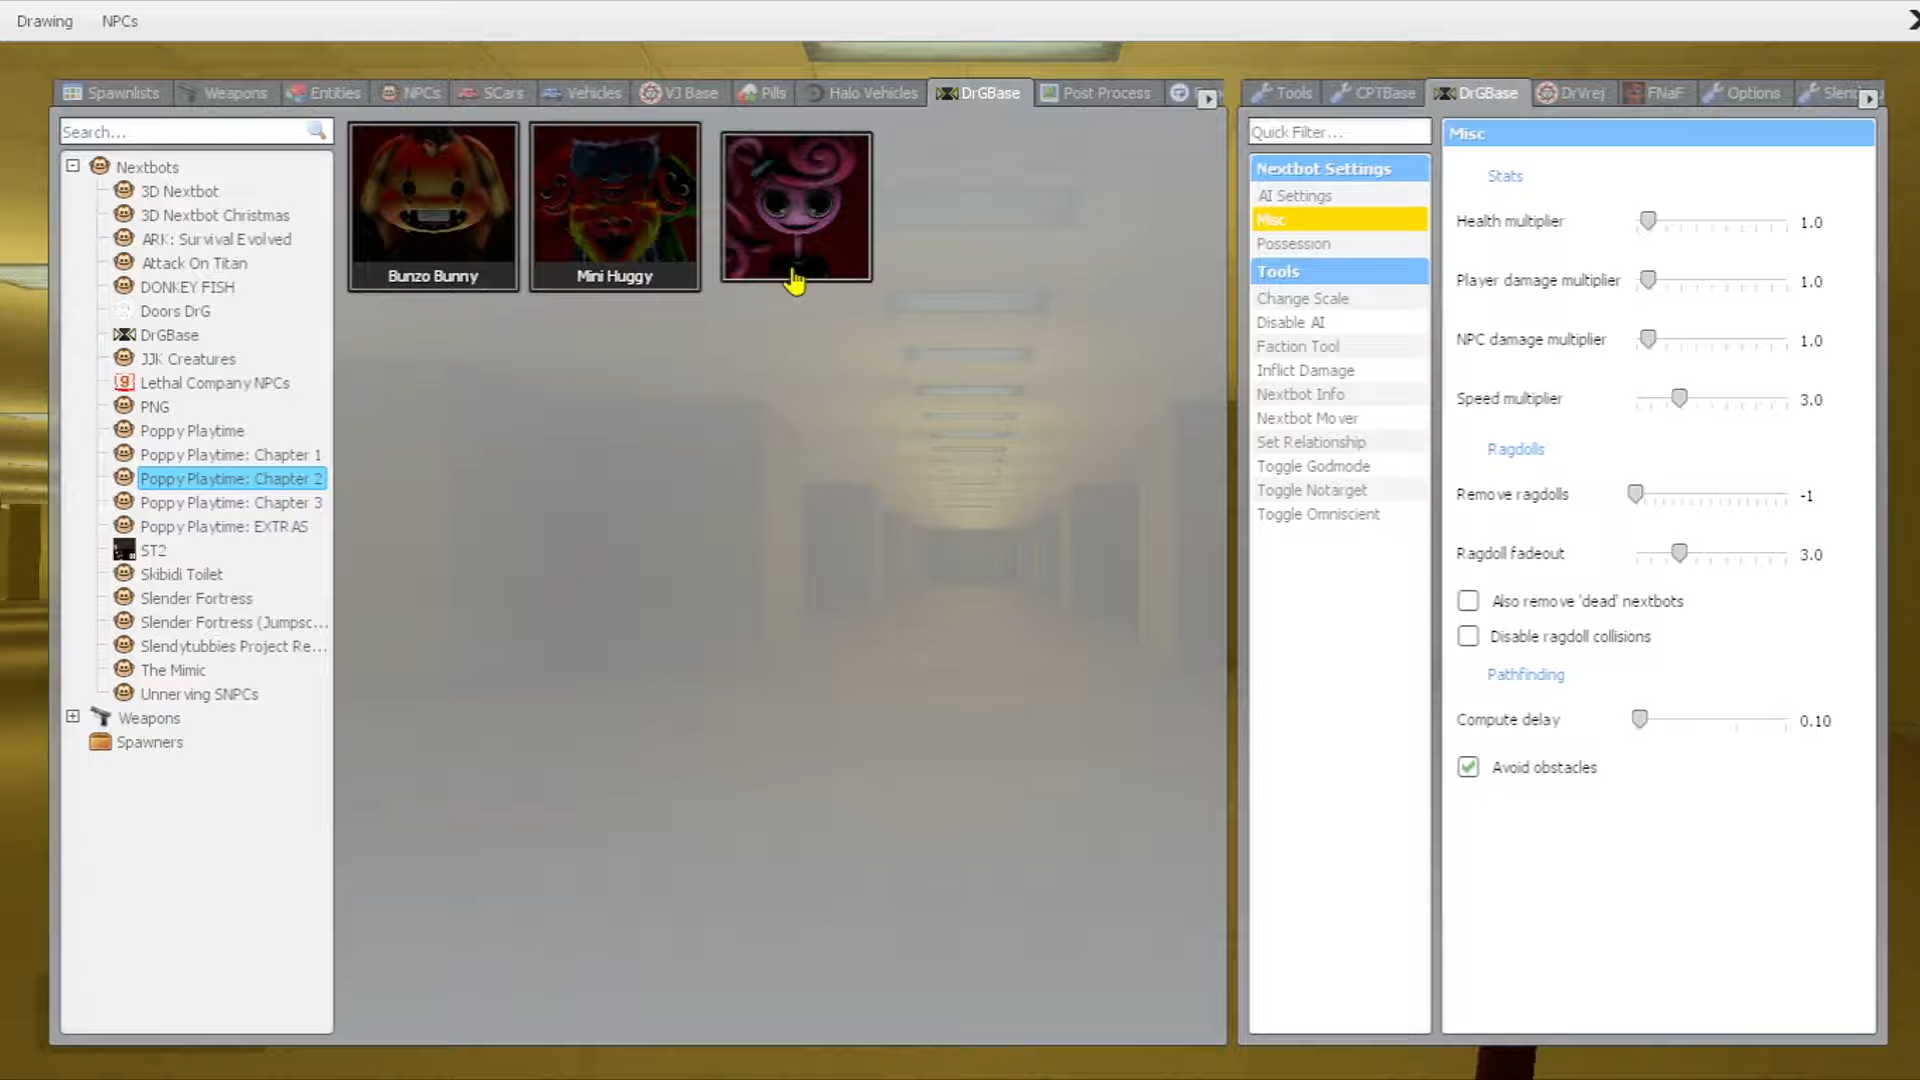 Drawing NPCs
Spawnlists Weapons Entities NPCs SCars Vehicles VJ Base Pills Halo Vehicles DrGBase Post Process
Tools CPTBase DrGBase DrVrej FNaF Options
Search...
Nextbots
3D Nextbot
3D Nextbot Christmas
ARK: Survival Evolved
Attack On Titan
DONKEY FISH
Doors DrG
DrGBase
JJK Creatures
Lethal Company NPCs
PNG
Poppy Playtime
Poppy Playtime: Chapter 1
Poppy Playtime: Chapter 2
Poppy Playtime: Chapter 3
Poppy Playtime: EXTRAS
ST2
Skibidi Toilet
Slender Fortress
Slender Fortress (Jumpsc...
Slendytubbies Project Re...
The Mimic
Unnerving SNPCs
Weapons
Spawners
Bunzo Bunny
Mini Huggy
Quick Filter...
Nextbot Settings
AI Settings
Misc
Possession
Tools
Change Scale
Disable AI
Faction Tool
Inflict Damage
Nextbot Info
Nextbot Mover
Set Relationship
Toggle Godmode
Toggle Notarget
Toggle Omniscient
Misc
Stats
Health multiplier 1.0
Player damage multiplier 1.0
NPC damage multiplier 1.0
Speed multiplier 3.0
Ragdolls
Remove ragdolls -1
Ragdoll fadeout 3.0
Also remove 'dead' nextbots
Disable ragdoll collisions
Pathfinding
Compute delay 0.10
Avoid obstacles